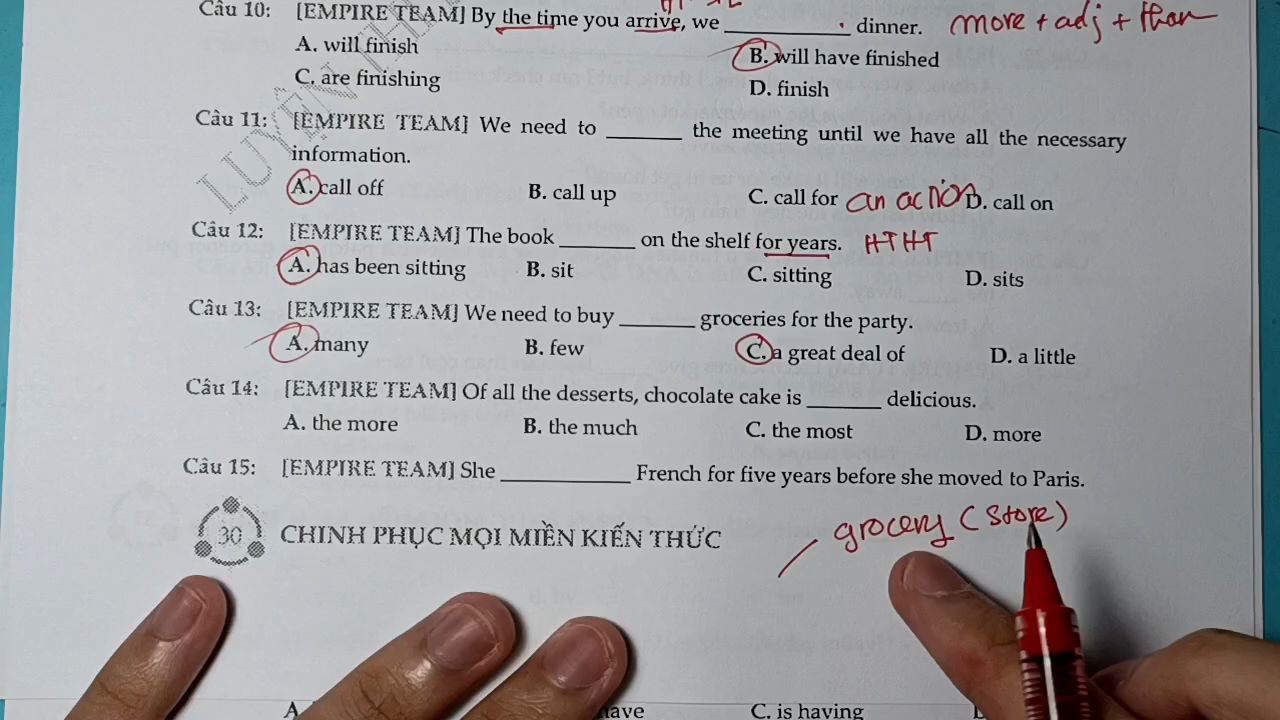 Câu 10: [EMPIRE TEAM] By the time you arrive, we ____________ dinner. more + adj + than
A. will finish B. will have finished
C. are finishing D. finish
Câu 11: [EMPIRE TEAM] We need to _______ the meeting until we have all the necessary
information.
A. call off B. call up C. call for an action D. call on
Câu 12: [EMPIRE TEAM] The book _______ on the shelf for years. HTHT
A. has been sitting B. sit C. sitting D. sits
Câu 13: [EMPIRE TEAM] We need to buy _______ groceries for the party.
A. many B. few C. a great deal of D. a little
Câu 14: [EMPIRE TEAM] Of all the desserts, chocolate cake is _______ delicious.
A. the more B. the much C. the most D. more
Câu 15: [EMPIRE TEAM] She ____________ French for five years before she moved to Paris.
30 CHINH PHỤC MỌI MIỀN KIẾN THỨC
grocery (store)
A have C. is having
LUYỆN